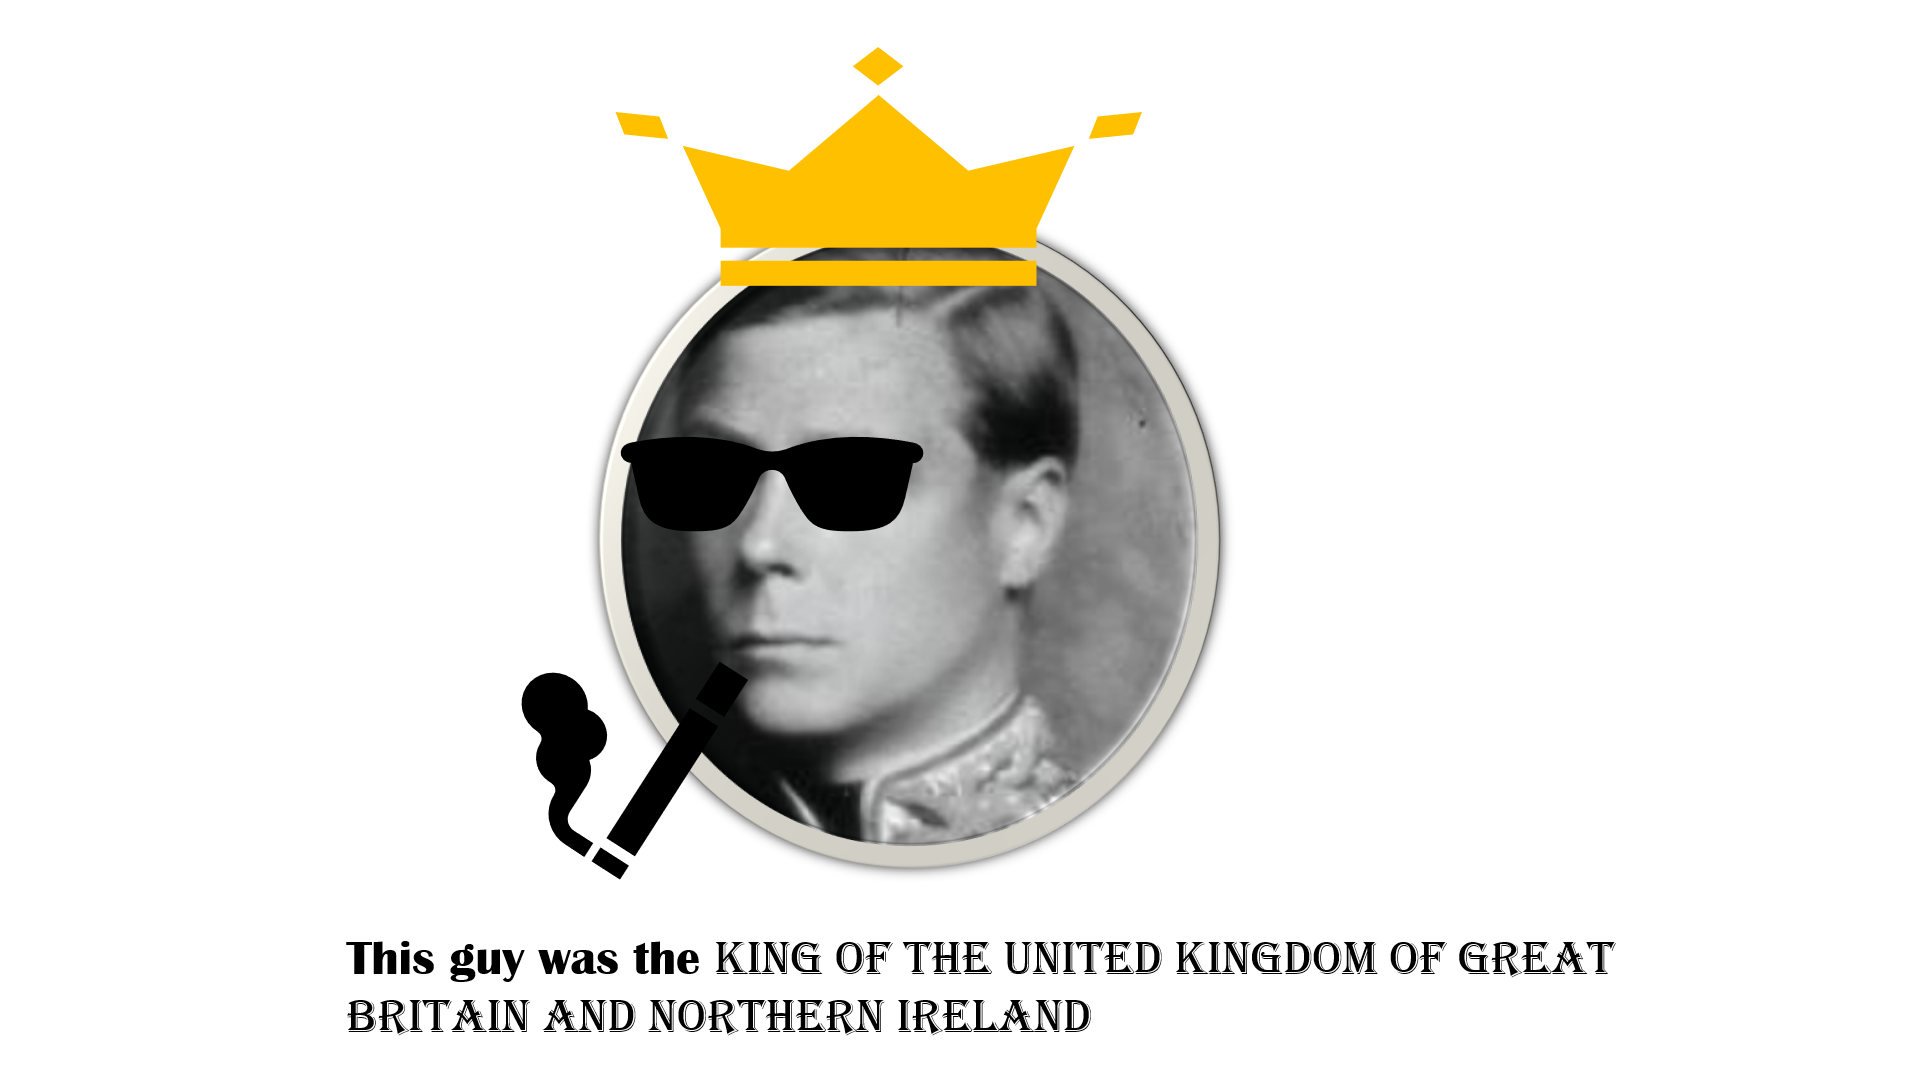 This guy was the KING OF THE UNITED KINGDOM OF GREAT
BRITAIN AND NORTHERN IRELAND